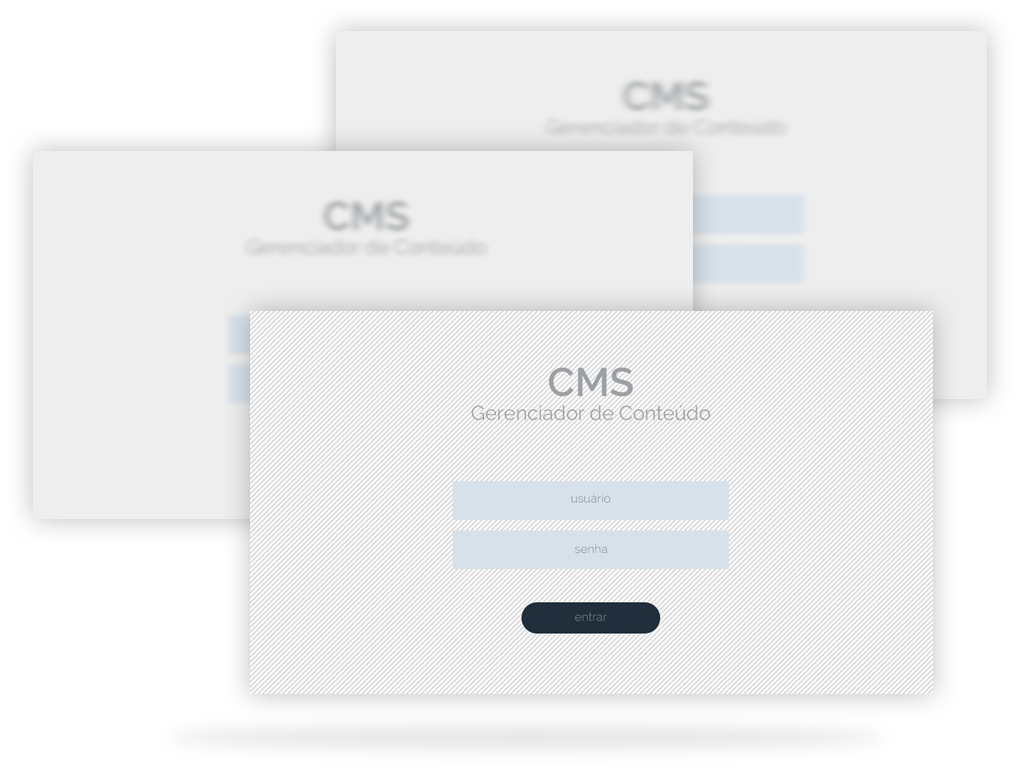 CMS
Gerenciador de Conteúdo
CMS
Gerenciador de Conteúdo
CMS
Gerenciador de Conteúdo
usuário
senha
entrar